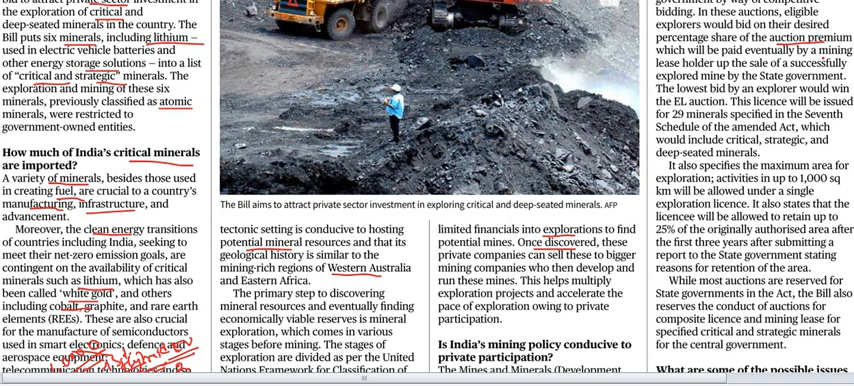 bid to attract private sector investment in
the exploration of critical and
deep-seated minerals in the country. The
Bill puts six minerals, including lithium –
used in electric vehicle batteries and
other energy storage solutions – into a list
of “critical and strategic” minerals. The
exploration and mining of these six
minerals, previously classified as atomic
minerals, were restricted to
government-owned entities.
How much of India’s critical minerals
are imported?
A variety of minerals, besides those used
in creating fuel, are crucial to a country’s
manufacturing, infrastructure, and
advancement.
Moreover, the clean energy transitions
of countries including India, seeking to
meet their net-zero emission goals, are
contingent on the availability of critical
minerals such as lithium, which has also
been called ‘white gold’, and others
including cobalt, graphite, and rare earth
elements (REEs). These are also crucial
for the manufacture of semiconductors
used in smart electronics; defence and
aerospace equipment;
telecommunication technologies
The Bill aims to attract private sector investment in exploring critical and deep-seated minerals. AFP
tectonic setting is conducive to hosting
potential mineral resources and that its
geological history is similar to the
mining-rich regions of Western Australia
and Eastern Africa.
The primary step to discovering
mineral resources and eventually finding
economically viable reserves is mineral
exploration, which comes in various
stages before mining. The stages of
exploration are divided as per the United
Nations Framework for Classification of
limited financials into explorations to find
potential mines. Once discovered, these
private companies can sell these to bigger
mining companies who then develop and
run these mines. This helps multiply
exploration projects and accelerate the
pace of exploration owing to private
participation.
Is India’s mining policy conducive to
private participation?
The Mines and Minerals (Development
government by way of competitive
bidding. In these auctions, eligible
explorers would bid on their desired
percentage share of the auction premium
which will be paid eventually by a mining
lease holder up the sale of a successfully
explored mine by the State government.
The lowest bid by an explorer would win
the EL auction. This licence will be issued
for 29 minerals specified in the Seventh
Schedule of the amended Act, which
would include critical, strategic, and
deep-seated minerals.
It also specifies the maximum area for
exploration; activities in up to 1,000 sq
km will be allowed under a single
exploration licence. It also states that the
licencee will be allowed to retain up to
25% of the originally authorised area after
the first three years after submitting a
report to the State government stating
reasons for retention of the area.
While most auctions are reserved for
State governments in the Act, the Bill also
reserves the conduct of auctions for
composite licence and mining lease for
specified critical and strategic minerals
for the central government.
What are some of the possible issues